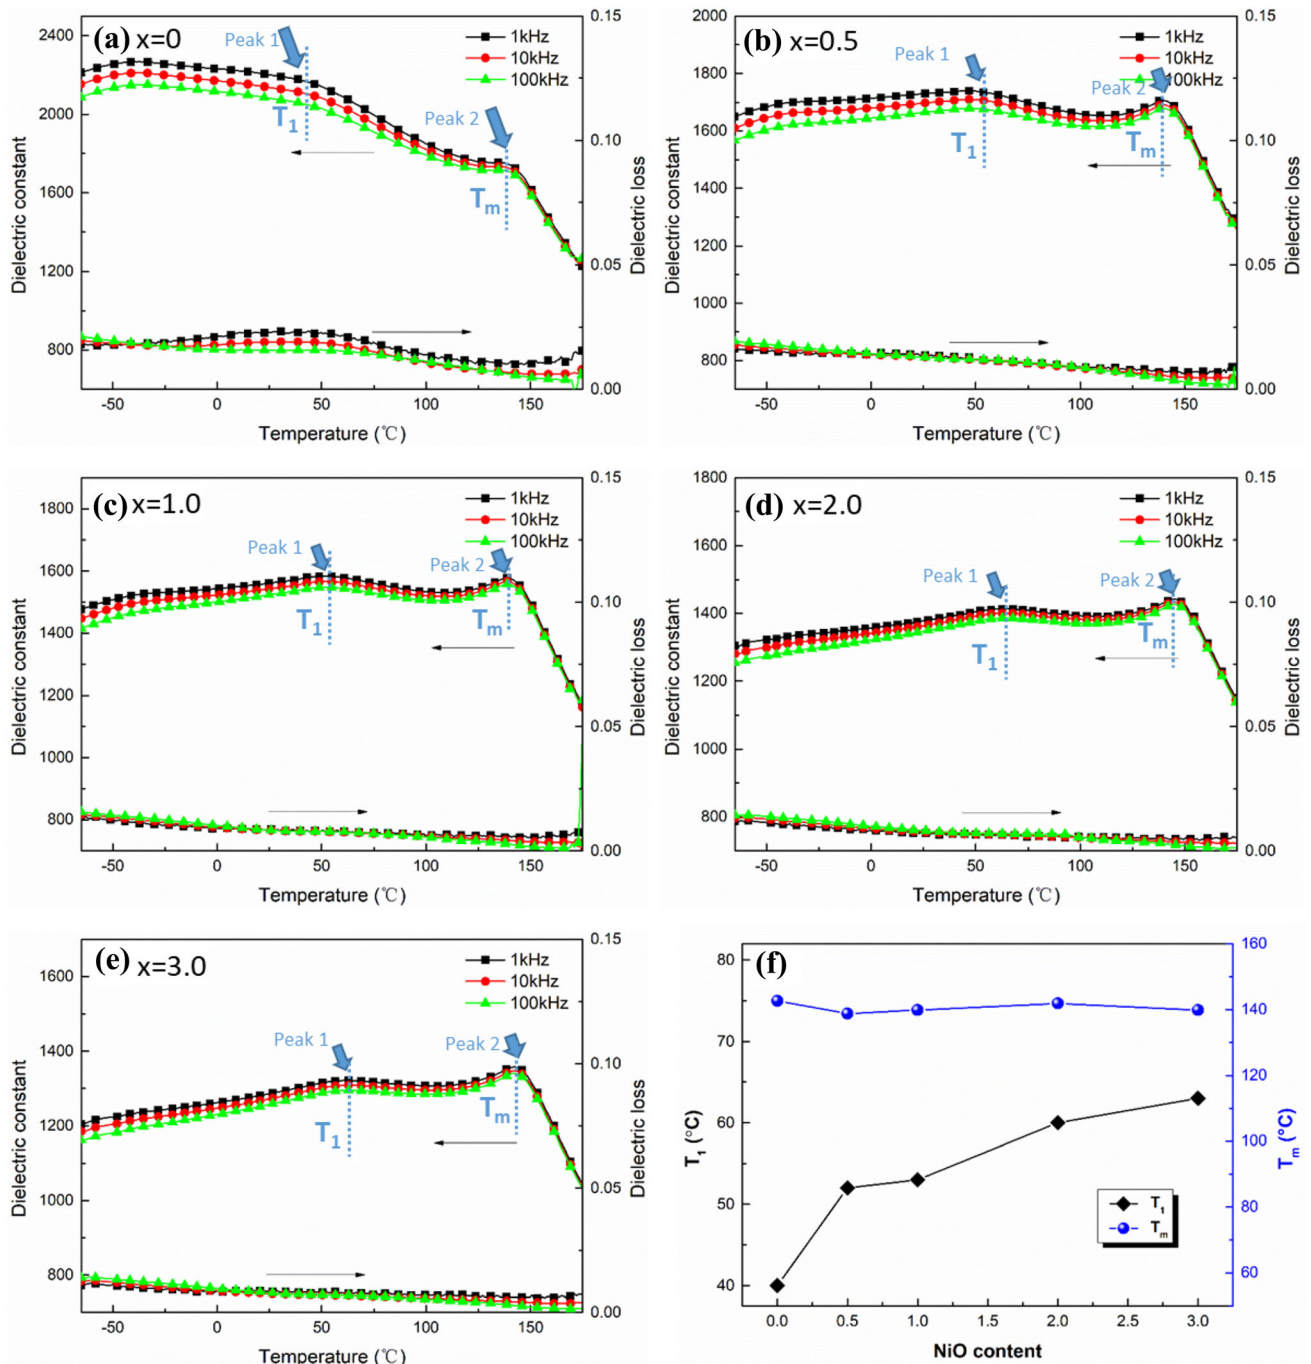 (a) x=0
Peak 1
1kHz
10kHz
100kHz
Peak 2
T1
Tm
2400
2000
1600
1200
800
0.15
0.10
0.05
0.00
-50
0
50
100
150
Dielectric constant
Dielectric loss
Temperature (℃)
(b) x=0.5
Peak 1
1kHz
10kHz
100kHz
Peak 2
T1
Tm
2000
1800
1600
1400
1200
1000
800
0.15
0.10
0.05
0.00
-50
0
50
100
150
Dielectric constant
Dielectric loss
Temperature (℃)
(c) x=1.0
1kHz
10kHz
100kHz
Peak 1
Peak 2
T1
Tm
1800
1600
1400
1200
1000
800
0.15
0.10
0.05
0.00
-50
0
50
100
150
Dielectric constant
Dielectric loss
Temperature (℃)
(d) x=2.0
1kHz
10kHz
100kHz
Peak 1
Peak 2
T1
Tm
1800
1600
1400
1200
1000
800
0.15
0.10
0.05
0.00
-50
0
50
100
150
Dielectric constant
Dielectric loss
Temperature (℃)
(e) x=3.0
1kHz
10kHz
100kHz
Peak 1
Peak 2
T1
Tm
1600
1400
1200
1000
800
0.15
0.10
0.05
0.00
-50
0
50
100
150
Dielectric constant
Dielectric loss
Temperature (℃)
(f)
80
75
70
65
60
55
50
45
40
160
140
120
100
80
60
T1 (°C)
Tm (°C)
T1
Tm
0.0
0.5
1.0
1.5
2.0
2.5
3.0
NiO content